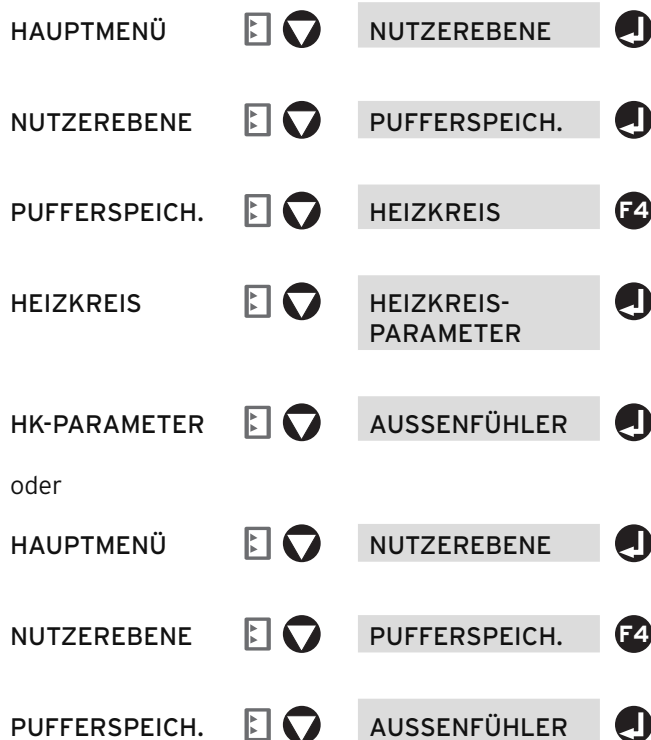 HAUPTMENÜ NUTZEREBENE
NUTZEREBENE PUFFERSPEICH.
PUFFERSPEICH. HEIZKREIS F4
HEIZKREIS HEIZKREIS-
PARAMETER
HK-PARAMETER AUSSENFÜHLER
oder
HAUPTMENÜ NUTZEREBENE
NUTZEREBENE PUFFERSPEICH. F4
PUFFERSPEICH. AUSSENFÜHLER